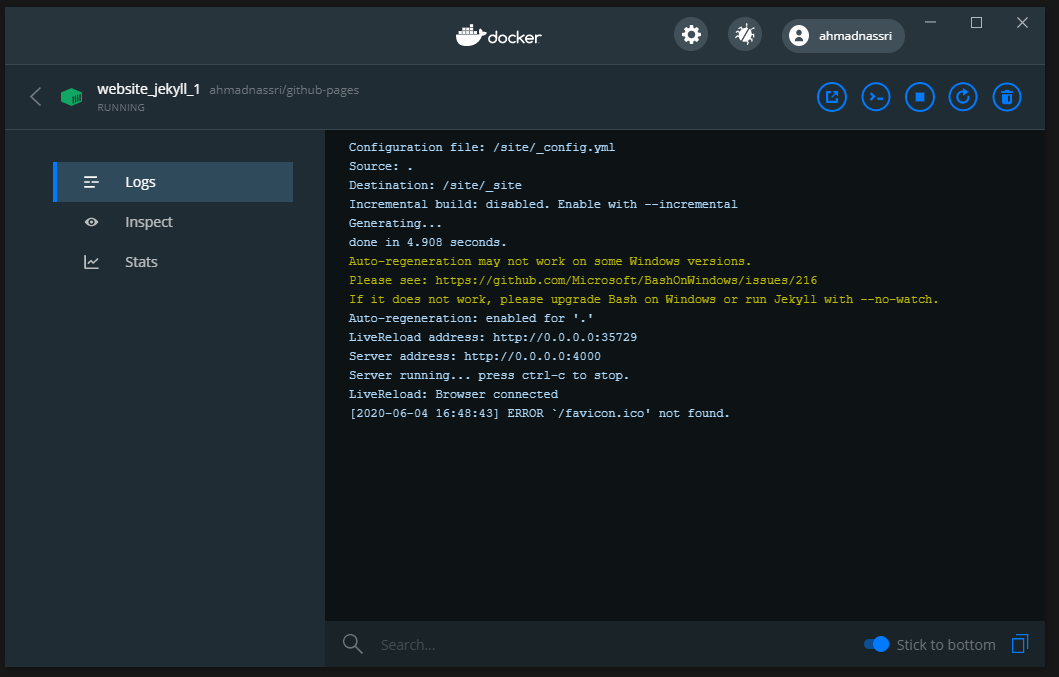 docker
ahmadnassri
website_jekyll_1 ahmadnassri/github-pages
RUNNING
Logs
Inspect
Stats
Configuration file: /site/_config.yml
Source: .
Destination: /site/_site
Incremental build: disabled. Enable with --incremental
Generating...
done in 4.908 seconds.
Auto-regeneration may not work on some Windows versions.
Please see: https://github.com/Microsoft/BashOnWindows/issues/216
If it does not work, please upgrade Bash on Windows or run Jekyll with --no-watch.
Auto-regeneration: enabled for '.'
LiveReload address: http://0.0.0.0:35729
Server address: http://0.0.0.0:4000
Server running... press ctrl-c to stop.
LiveReload: Browser connected
[2020-06-04 16:48:43] ERROR `/favicon.ico' not found.
Search...
Stick to bottom